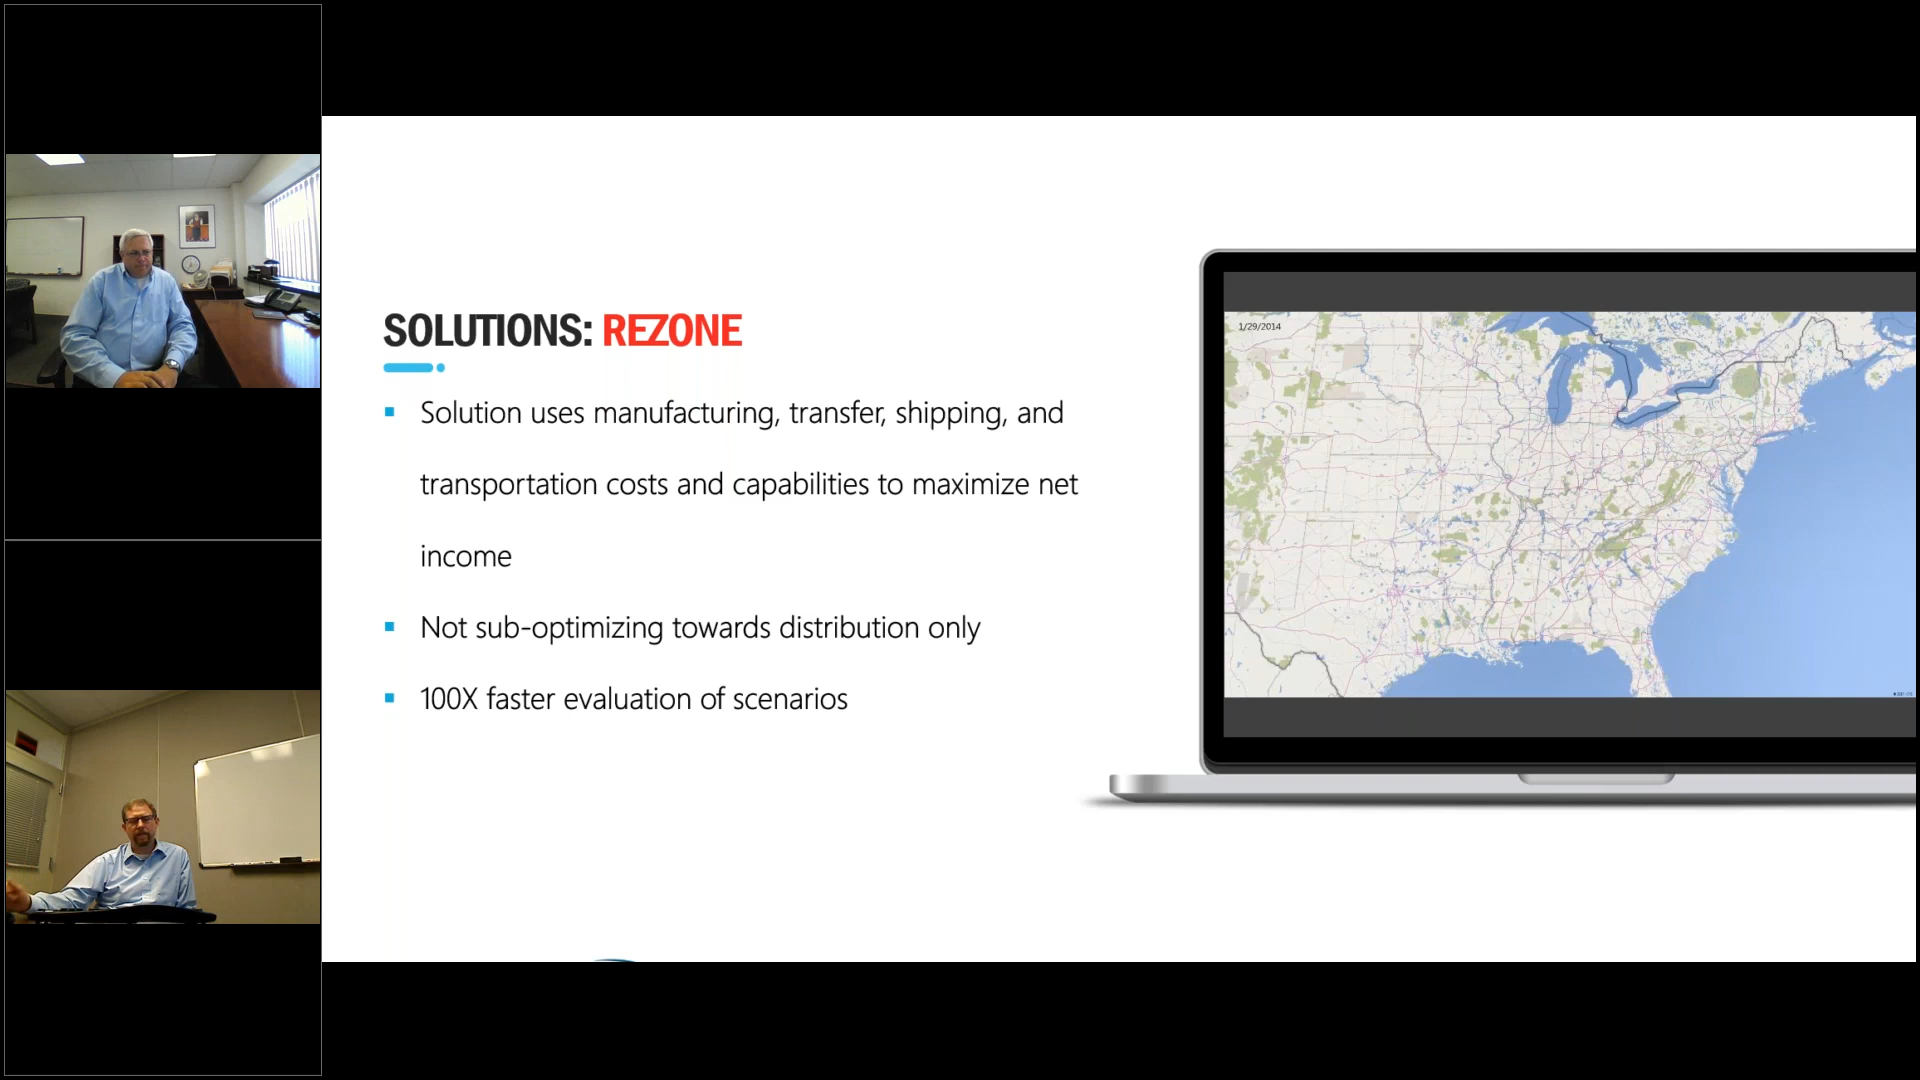 SOLUTIONS: REZONE
▪ Solution uses manufacturing, transfer, shipping, and
transportation costs and capabilities to maximize net
income
▪ Not sub-optimizing towards distribution only
▪ 100X faster evaluation of scenarios
1/29/2014